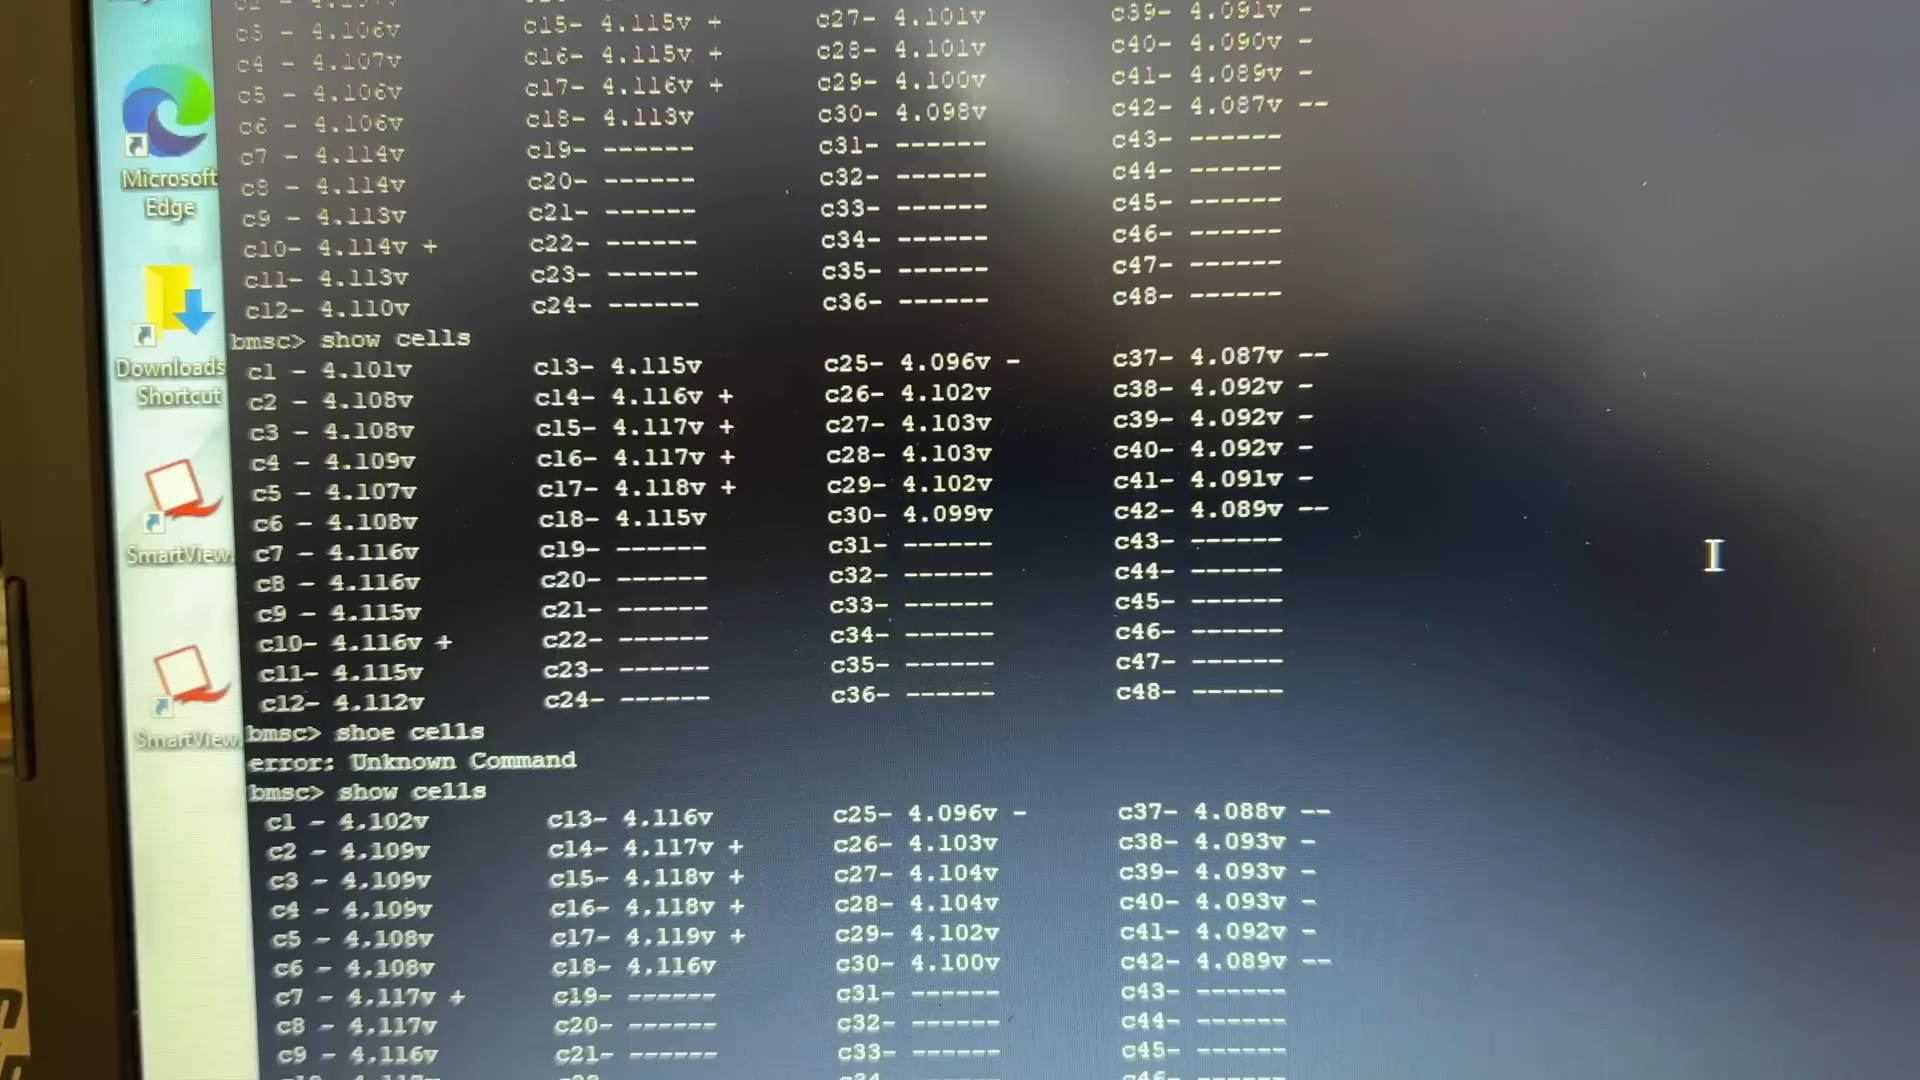 c15- 4.115v + c27- 4.101v c39- 4.091v -
c3 - 4.106v c16- 4.115v + c28- 4.101v c40- 4.090v -
c4 - 4.107v c17- 4.116v + c29- 4.100v c41- 4.089v -
c5 - 4.106v c18- 4.113v c30- 4.098v c42- 4.087v --
c6 - 4.106v c19- ------ c31- ------ c43- ------
c7 - 4.114v c20- ------ c32- ------ c44- ------
c8 - 4.114v c21- ------ c33- ------ c45- ------
c9 - 4.113v c22- ------ c34- ------ c46- ------
c10- 4.114v + c23- ------ c35- ------ c47- ------
c11- 4.113v c24- ------ c36- ------ c48- ------
c12- 4.110v
bmsc> show cells
c1 - 4.101v c13- 4.115v c25- 4.096v - c37- 4.087v --
c2 - 4.108v c14- 4.116v + c26- 4.102v c38- 4.092v -
c3 - 4.108v c15- 4.117v + c27- 4.103v c39- 4.092v -
c4 - 4.109v c16- 4.117v + c28- 4.103v c40- 4.092v -
c5 - 4.107v c17- 4.118v + c29- 4.102v c41- 4.091v -
c6 - 4.108v c18- 4.115v c30- 4.099v c42- 4.089v --
c7 - 4.116v c19- ------ c31- ------ c43- ------
c8 - 4.116v c20- ------ c32- ------ c44- ------
c9 - 4.115v c21- ------ c33- ------ c45- ------
c10- 4.116v + c22- ------ c34- ------ c46- ------
c11- 4.115v c23- ------ c35- ------ c47- ------
c12- 4.112v c24- ------ c36- ------ c48- ------
bmsc> shoe cells
error: Unknown Command
bmsc> show cells
c1 - 4.102v c13- 4.116v c25- 4.096v - c37- 4.088v --
c2 - 4.109v c14- 4.117v + c26- 4.103v c38- 4.093v -
c3 - 4.109v c15- 4.118v + c27- 4.104v c39- 4.093v -
c4 - 4.109v c16- 4.118v + c28- 4.104v c40- 4.093v -
c5 - 4.108v c17- 4.119v + c29- 4.102v c41- 4.092v -
c6 - 4.108v c18- 4.116v c30- 4.100v c42- 4.089v --
c7 - 4.117v + c19- ------ c31- ------ c43- ------
c8 - 4.117v c20- ------ c32- ------ c44- ------
c9 - 4.116v c21- ------ c33- ------ c45- ------
Microsoft
Edge
Downloads
Shortcut
SmartView
SmartView